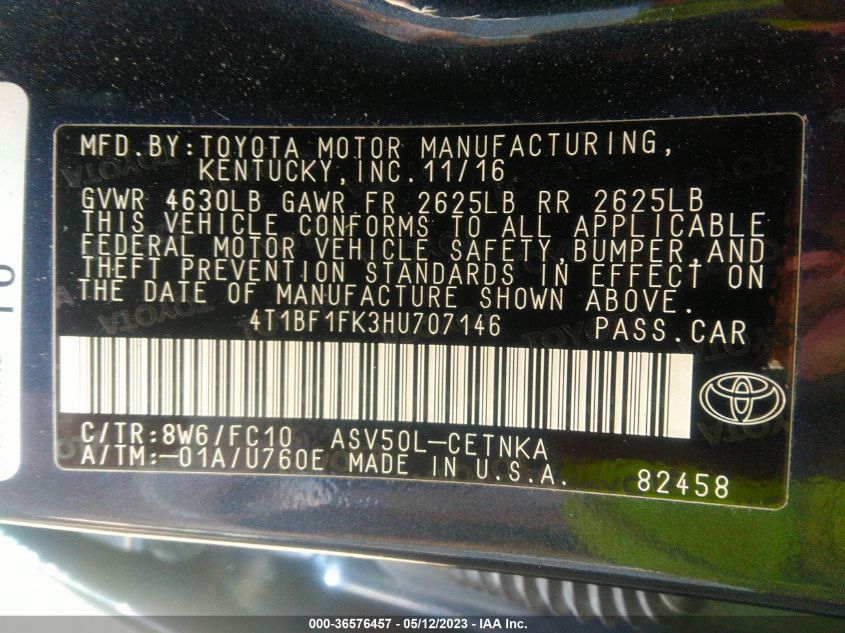 MFD.BY:TOYOTA MOTOR MANUFACTURING,
KENTUCKY,INC.11/16
GVWR 4630LB GAWR FR 2625LB RR 2625LB
THIS VEHICLE CONFORMS TO ALL APPLICABLE
FEDERAL MOTOR VEHICLE SAFETY,BUMPER,AND
THEFT PREVENTION STANDARDS IN EFFECT ON
THE DATE OF MANUFACTURE SHOWN ABOVE.
4T1BF1FK3HU707146 PASS.CAR
C/TR:8W6/FC10 ASV50L-CETNKA
A/TM:-01A/U760E MADE IN U.S.A.
82458
000-36576457 - 05/12/2023 - IAA Inc.